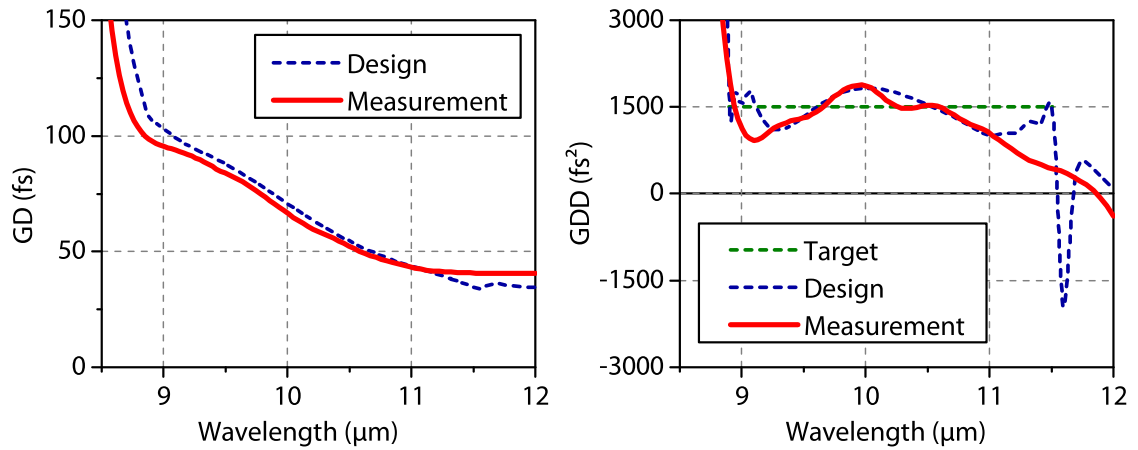 150
100
50
0
GD (fs)
Design
Measurement
9
10
11
12
Wavelength (µm)
3000
1500
0
-1500
-3000
GDD (fs²)
Target
Design
Measurement
9
10
11
12
Wavelength (µm)